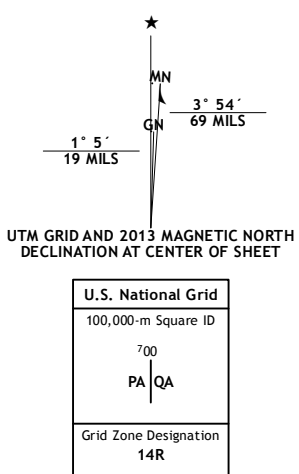 ★
MN
3° 54´
69 MILS
GN
1° 5´
19 MILS
UTM GRID AND 2013 MAGNETIC NORTH
DECLINATION AT CENTER OF SHEET
U.S. National Grid
100,000-m Square ID
⁷00
PA QA
Grid Zone Designation
14R